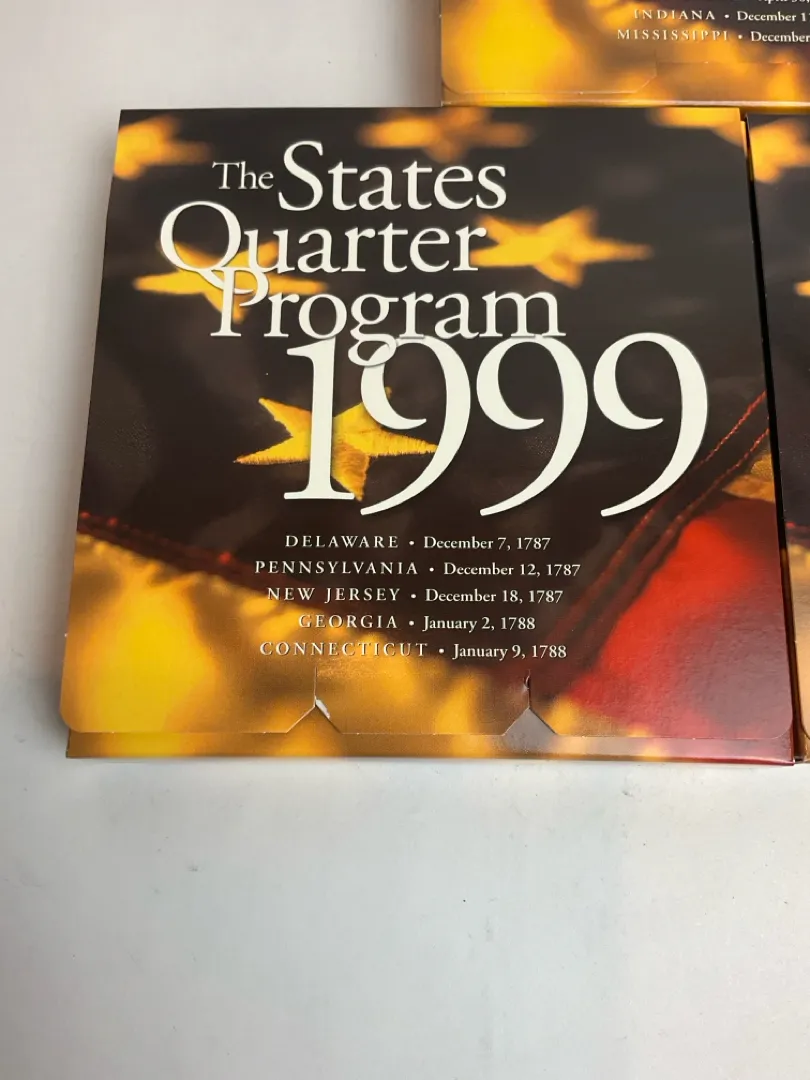 INDIANA • December 1
MISSISSIPPI • December
The States
Quarter
Program
1999
DELAWARE • December 7, 1787
PENNSYLVANIA • December 12, 1787
NEW JERSEY • December 18, 1787
GEORGIA • January 2, 1788
CONNECTICUT • January 9, 1788